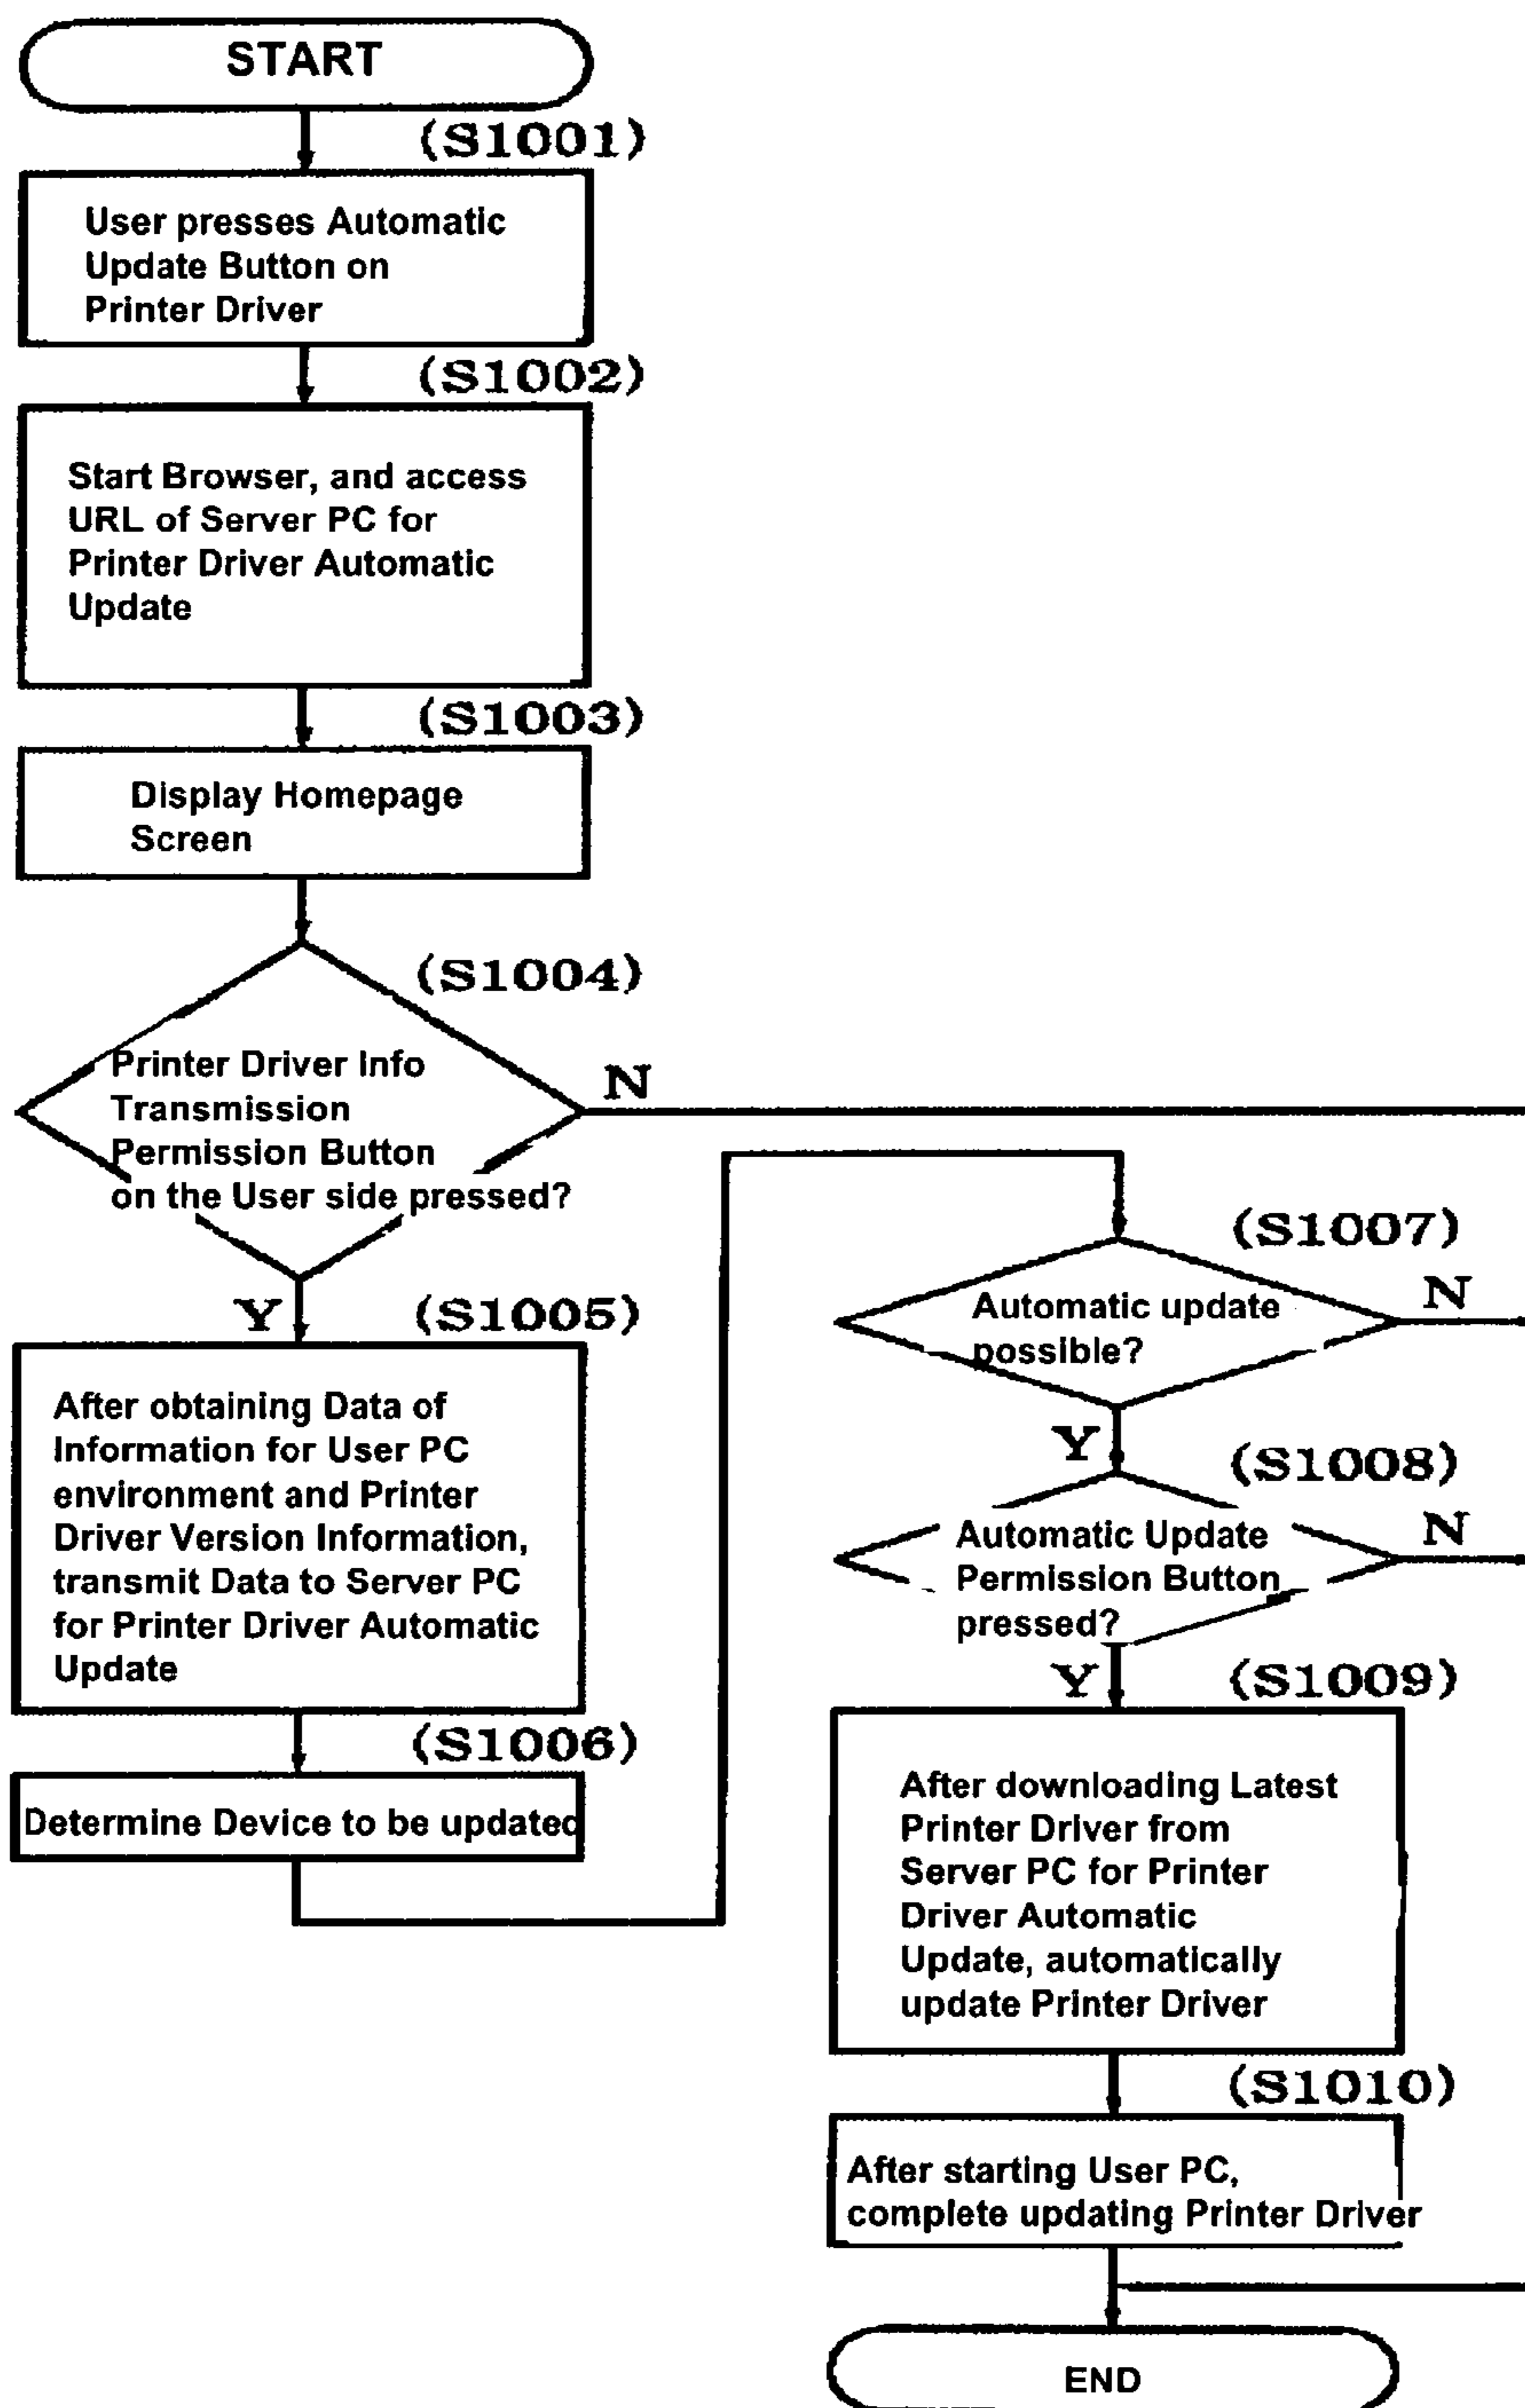 START
(S1001)
User presses Automatic
Update Button on
Printer Driver
(S1002)
Start Browser, and access
URL of Server PC for
Printer Driver Automatic
Update
(S1003)
Display Homepage
Screen
(S1004)
Printer Driver Info
Transmission
Permission Button
on the User side pressed?
N
Y
(S1005)
After obtaining Data of
Information for User PC
environment and Printer
Driver Version Information,
transmit Data to Server PC
for Printer Driver Automatic
Update
(S1006)
Determine Device to be updated
(S1007)
Automatic update
possible?
N
Y
(S1008)
Automatic Update
Permission Button
pressed?
N
Y
(S1009)
After downloading Latest
Printer Driver from
Server PC for Printer
Driver Automatic
Update, automatically
update Printer Driver
(S1010)
After starting User PC,
complete updating Printer Driver
END